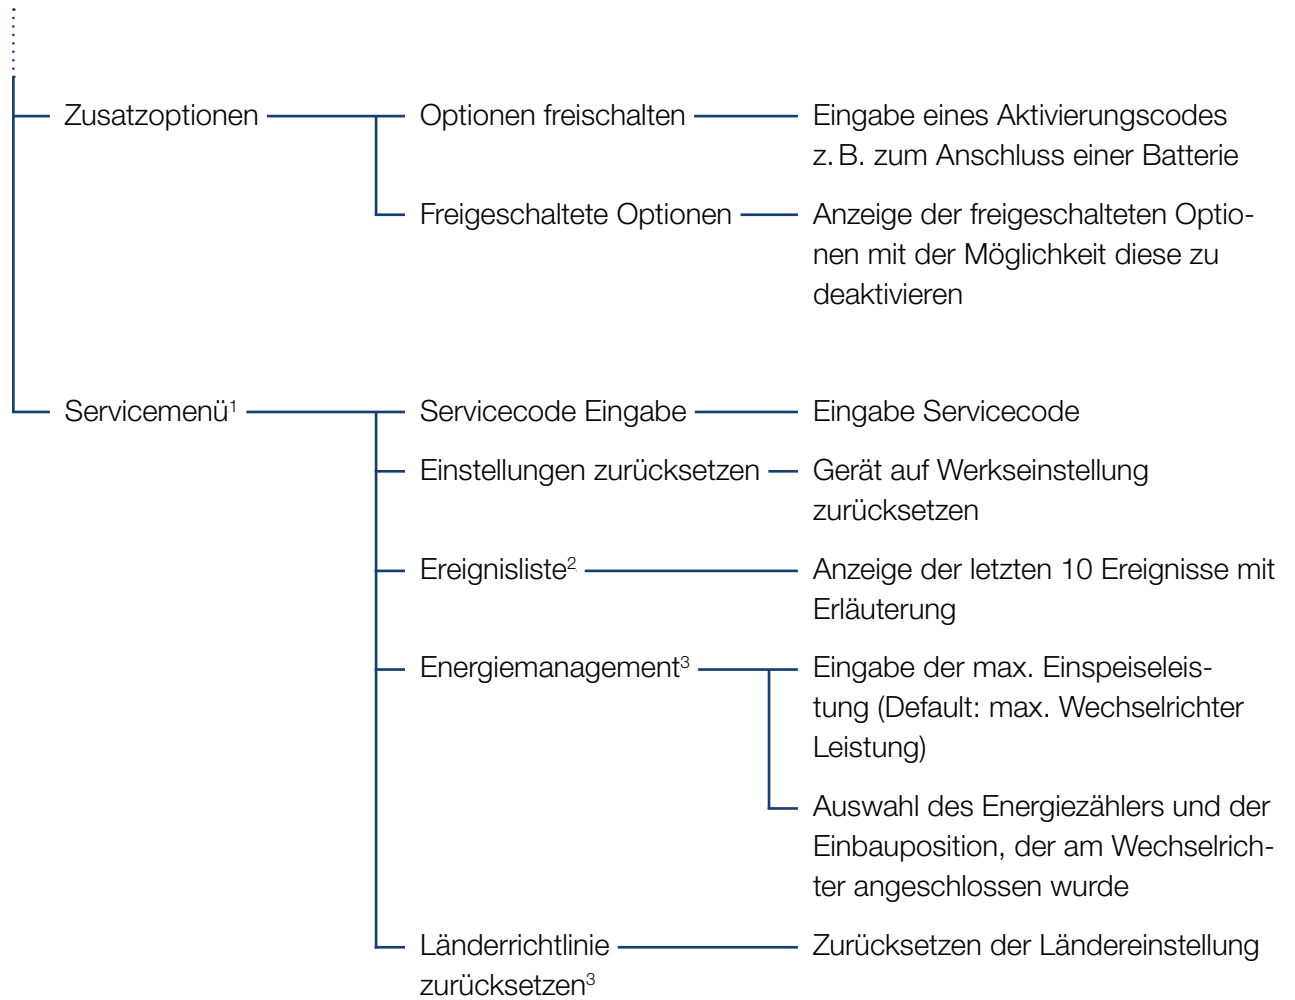 Zusatzoptionen
Optionen freischalten
Eingabe eines Aktivierungscodes
z. B. zum Anschluss einer Batterie
Freigeschaltete Optionen
Anzeige der freigeschalteten Optio-
nen mit der Möglichkeit diese zu
deaktivieren
Servicemenü¹
Servicecode Eingabe
Eingabe Servicecode
Einstellungen zurücksetzen
Gerät auf Werkseinstellung
zurücksetzen
Ereignisliste²
Anzeige der letzten 10 Ereignisse mit
Erläuterung
Energiemanagement³
Eingabe der max. Einspeiseleis-
tung (Default: max. Wechselrichter
Leistung)
Auswahl des Energiezählers und der
Einbauposition, der am Wechselrich-
ter angeschlossen wurde
Länderrichtlinie
zurücksetzen³
Zurücksetzen der Ländereinstellung